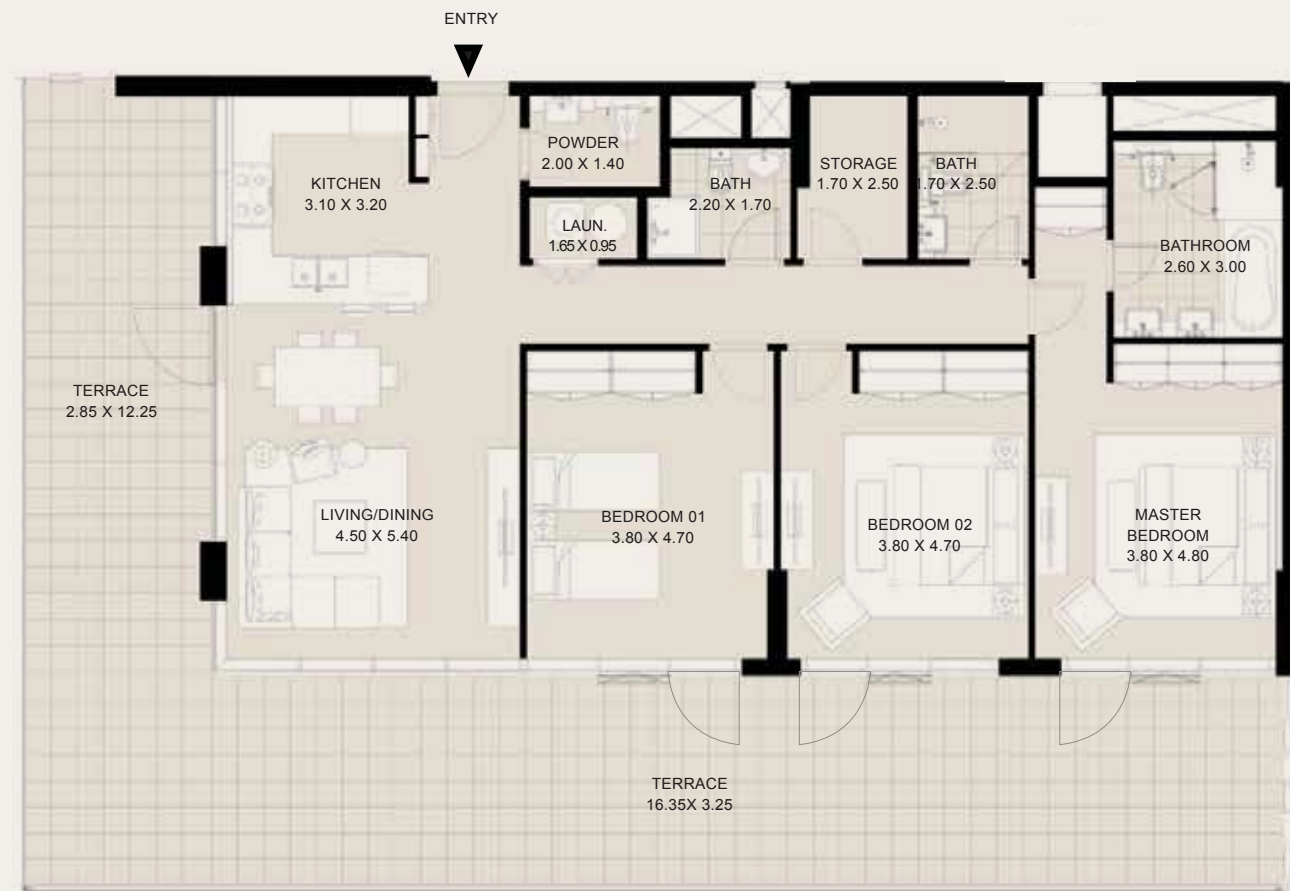 ENTRY
POWDER
2.00 X 1.40
KITCHEN
3.10 X 3.20
BATH
2.20 X 1.70
STORAGE
1.70 X 2.50
BATH
1.70 X 2.50
LAUN.
1.65 X 0.95
BATHROOM
2.60 X 3.00
TERRACE
2.85 X 12.25
LIVING/DINING
4.50 X 5.40
BEDROOM 01
3.80 X 4.70
BEDROOM 02
3.80 X 4.70
MASTER
BEDROOM
3.80 X 4.80
TERRACE
16.35X 3.25